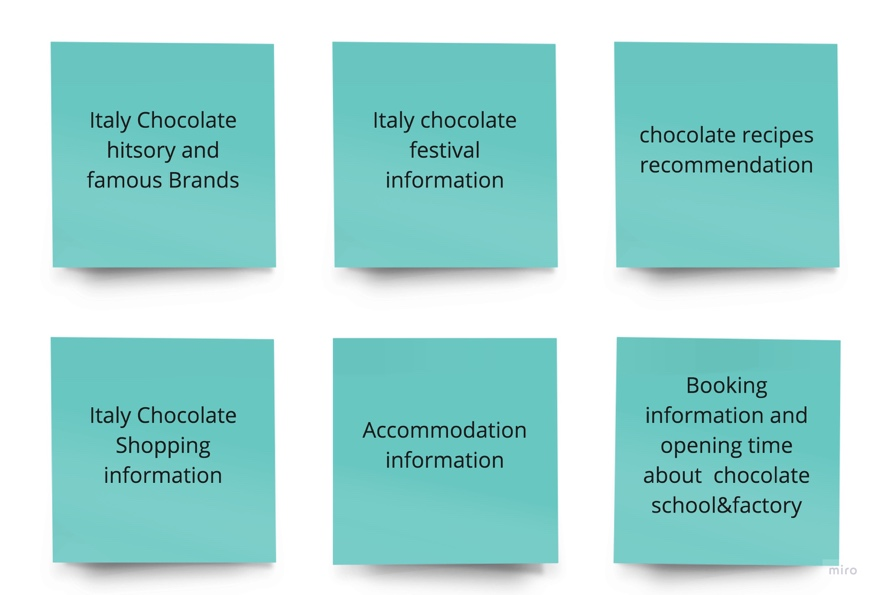 Italy Chocolate
hitsory and
famous Brands
Italy chocolate
festival
information
chocolate recipes
recommendation
Italy Chocolate
Shopping
information
Accommodation
information
Booking
information and
opening time
about  chocolate
school&factory
miro